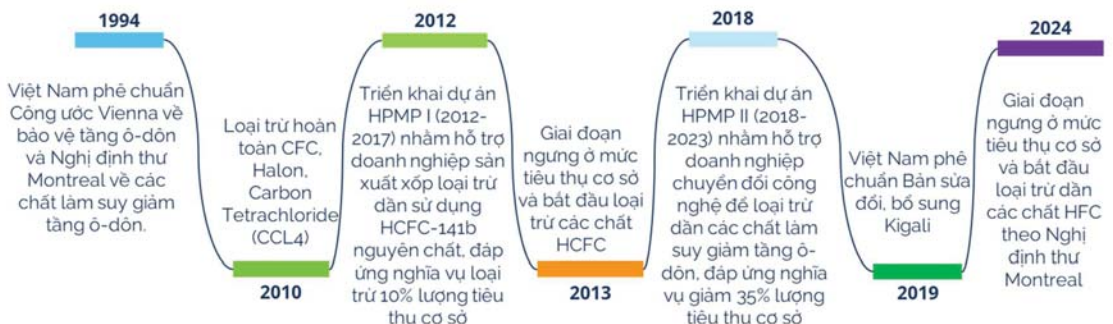 1994
Việt Nam phê chuẩn
Công ước Vienna về
bảo vệ tầng ô-dôn
và Nghị định thư
Montreal về các
chất làm suy giảm
tầng ô-dôn.
Loại trừ hoàn
toàn CFC,
Halon,
Carbon
Tetrachloride
(CCL4)
2010
2012
Triển khai dự án
HPMP I (2012-
2017) nhằm hỗ trợ
doanh nghiệp sản
xuất xốp loại trừ
dần sử dụng
HCFC-141b
nguyên chất, đáp
ứng nghĩa vụ loại
trừ 10% lượng tiêu
thụ cơ sở
Giai đoạn
ngưng ở mức
tiêu thụ cơ sở
và bắt đầu loại
trừ các chất
HCFC
2013
2018
Triển khai dự án
HPMP II (2018-
2023) nhằm hỗ trợ
doanh nghiệp
chuyển đổi công
nghệ để loại trừ
dần các chất làm
suy giảm tầng ô-
dôn, đáp ứng nghĩa
vụ giảm 35% lượng
tiêu thụ cơ sở
Việt Nam phê
chuẩn Bản sửa
đổi, bổ sung
Kigali
2019
2024
Giai đoạn
ngưng ở mức
tiêu thụ cơ sở
và bắt đầu
loại trừ dần
các chất HFC
theo Nghị
định thư
Montreal